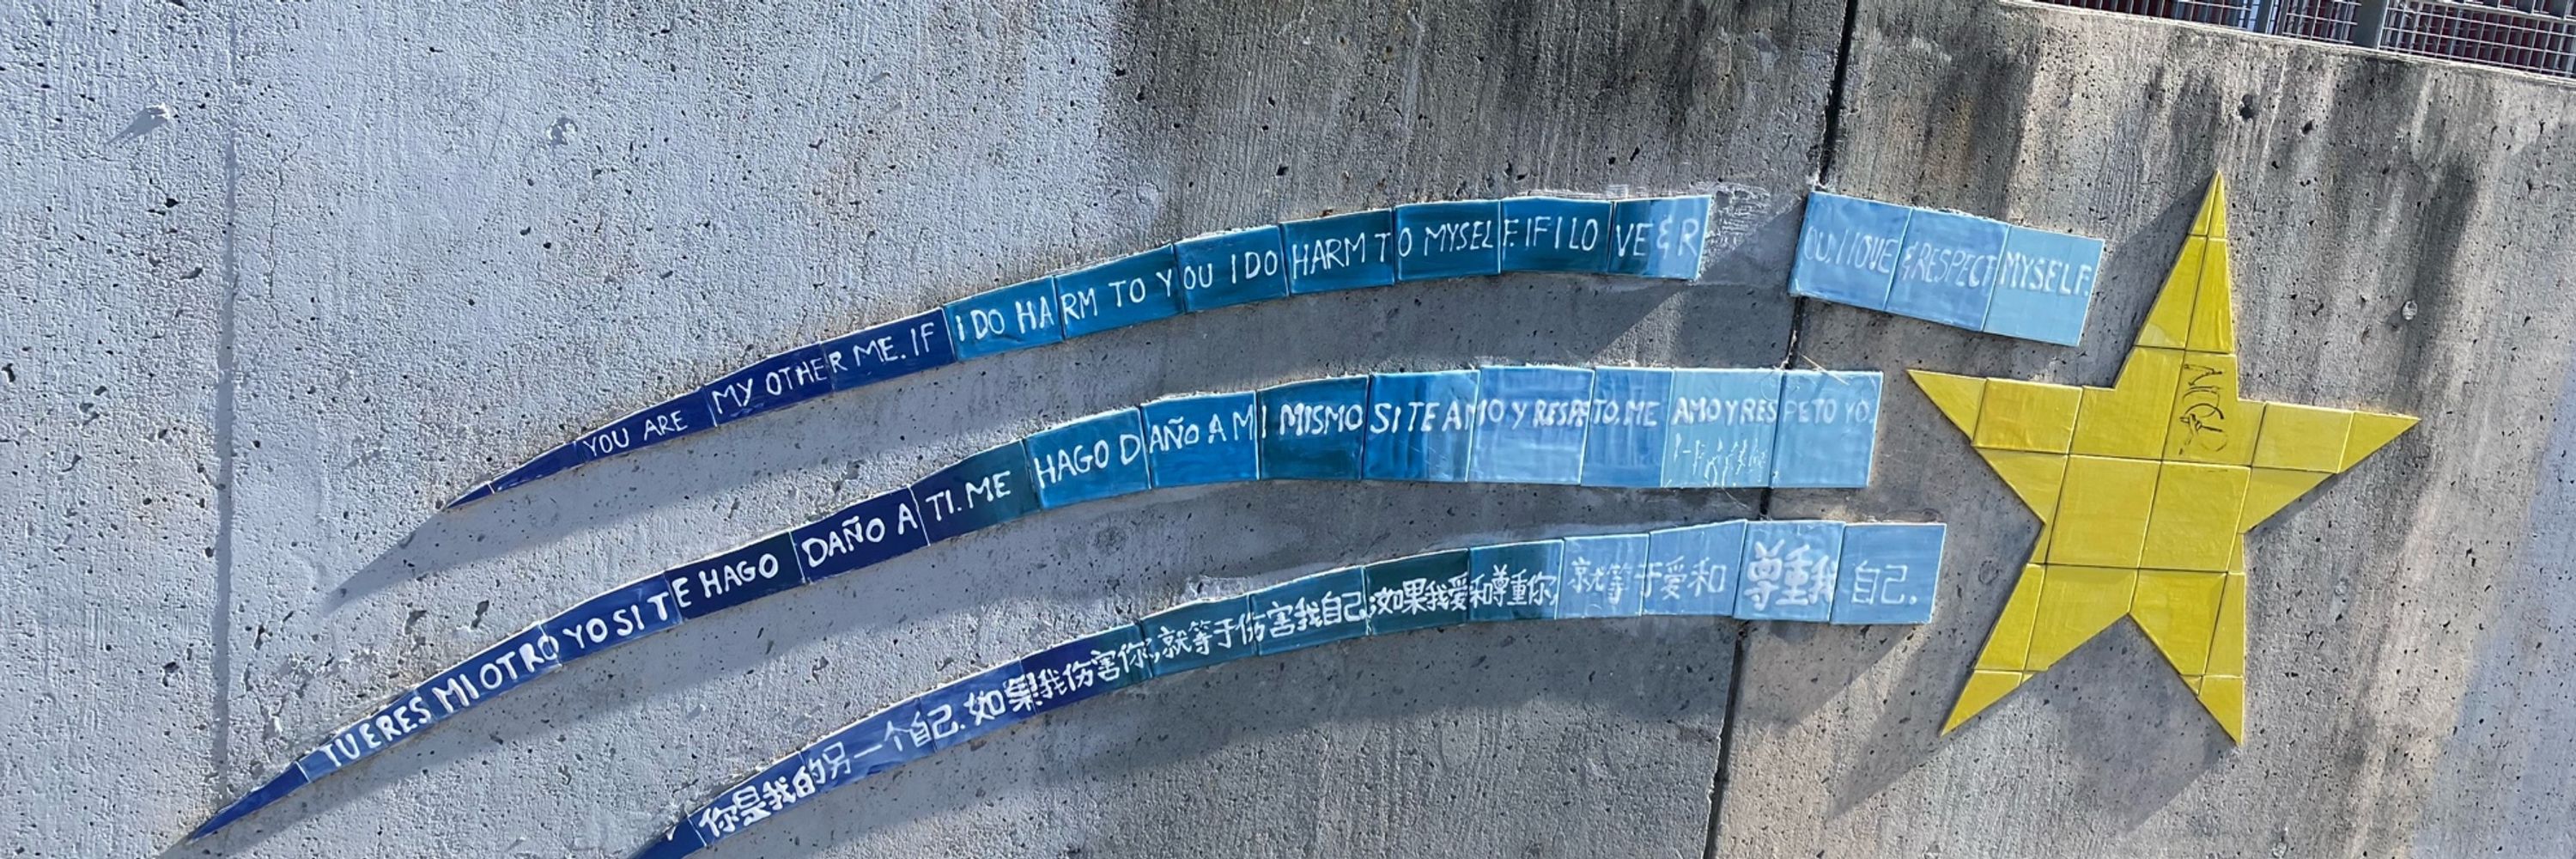 YOU ARE MY OTHER ME. IF I DO HARM TO YOU I DO HARM TO MYSELF. IF I LOVE & R OU, I LOVE & RESPECT MYSELF.
TU ERES MI OTRO YO SI TE HAGO DAÑO A TI. ME HAGO DAÑO A MI MISMO SI TE AMO Y RESPETO, ME AMO Y RESPETO YO.
你是我的另一个自己. 如果我伤害你, 就等于伤害我自己. 如果我爱和尊重你, 就等于爱和尊重我自己.